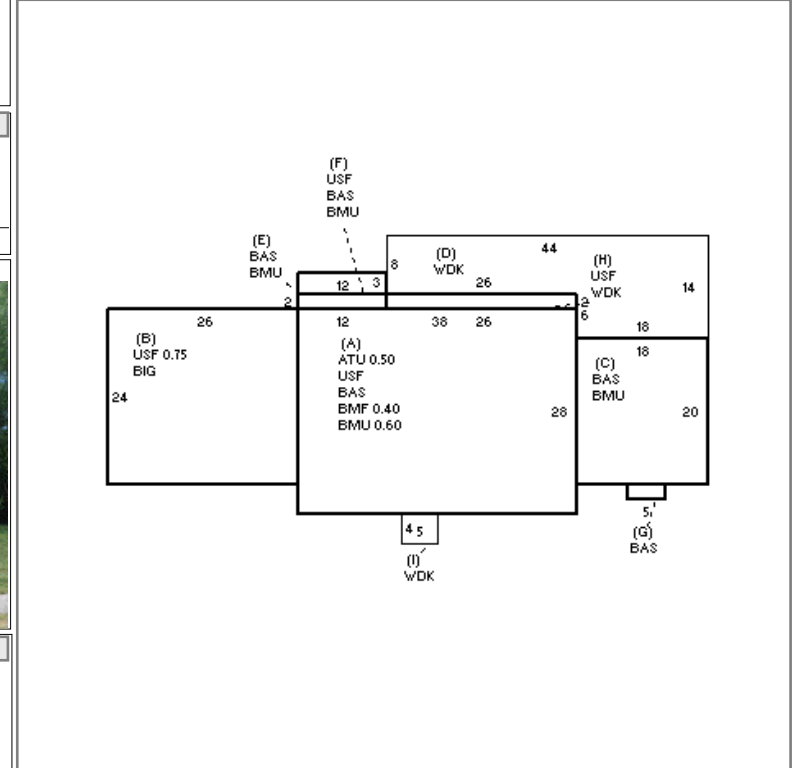 (F)
USF
BAS
BMU
(E)
BAS
BMU
(D)
WDK
44
(H)
USF
WDK
8
12
3
26
14
2
2
6
26
12
38
26
18
(B)
USF 0.75
BIG
(A)
ATU 0.50
USF
BAS
BMF 0.40
BMU 0.60
18
(C)
BAS
BMU
24
28
20
4
5
5
(G)
BAS
(I)
WDK